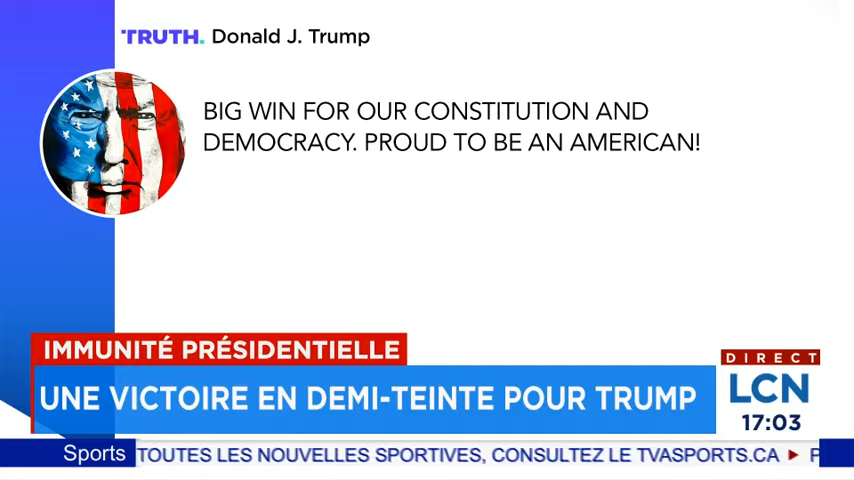 TRUTH. Donald J. Trump
BIG WIN FOR OUR CONSTITUTION AND
DEMOCRACY. PROUD TO BE AN AMERICAN!
IMMUNITÉ PRÉSIDENTIELLE
UNE VICTOIRE EN DEMI-TEINTE POUR TRUMP
DIRECT
LCN
17:03
Sports TOUTES LES NOUVELLES SPORTIVES, CONSULTEZ LE TVASPORTS.CA